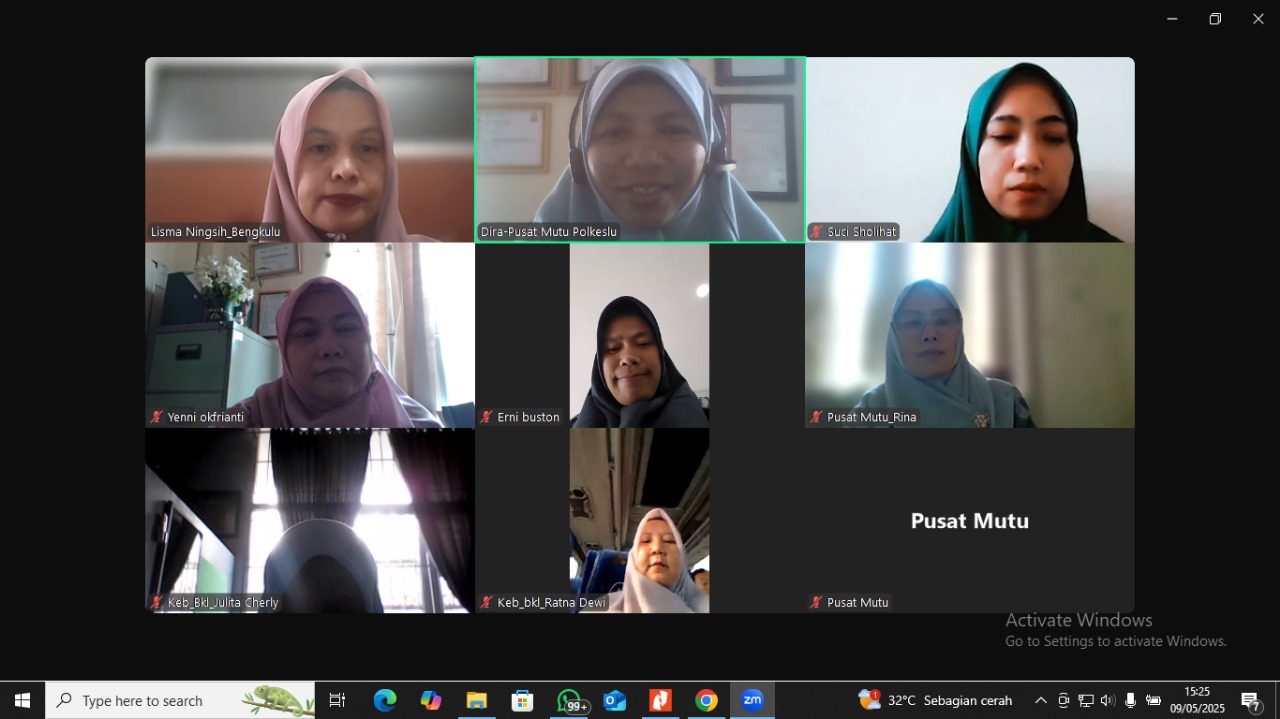 Lisma Ningsih_Bengkulu
Dira-Pusat Mutu Polkeslu
Suci Sholihat
Yenni okfrianti
Erni buston
Pusat Mutu_Rina
Keb_Bkl_Julita Cherly
Keb_bkl_Ratna Dewi
Pusat Mutu
Pusat Mutu
Activate Windows
Go to Settings to activate Windows.
Type here to search
99+
zm
1
32°C Sebagian cerah
15:25
09/05/2025
7